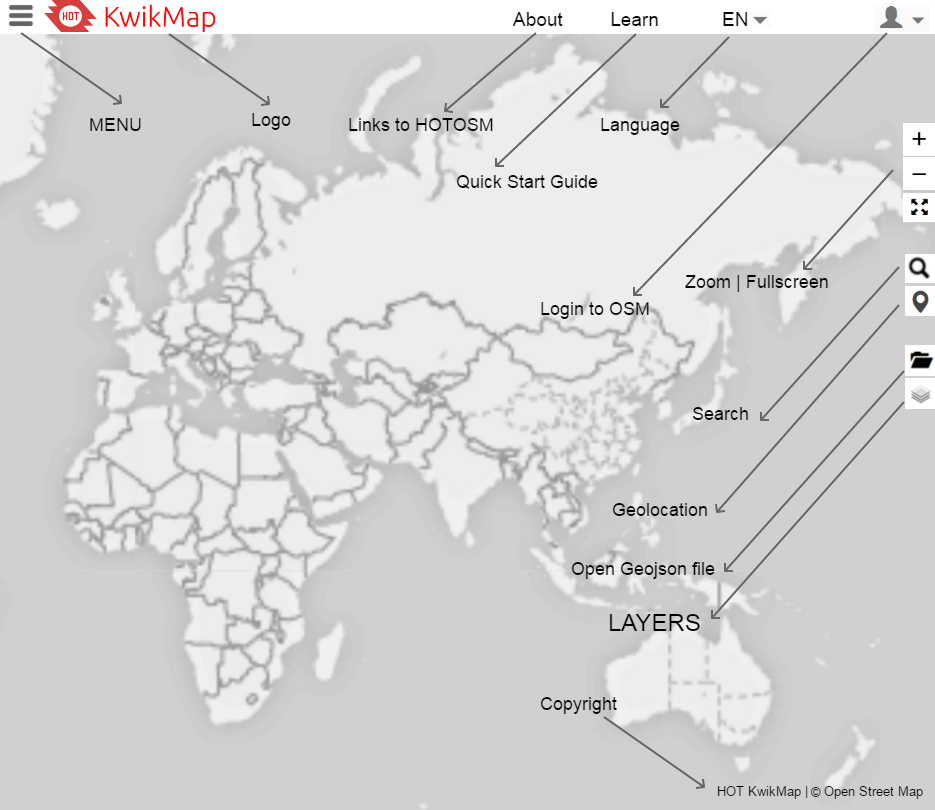 HOT KwikMap About Learn EN
MENU Logo Links to HOTOSM Language
Quick Start Guide
+
−
Zoom | Fullscreen
Login to OSM
Search
Geolocation
Open Geojson file
LAYERS
Copyright
HOT KwikMap | © Open Street Map